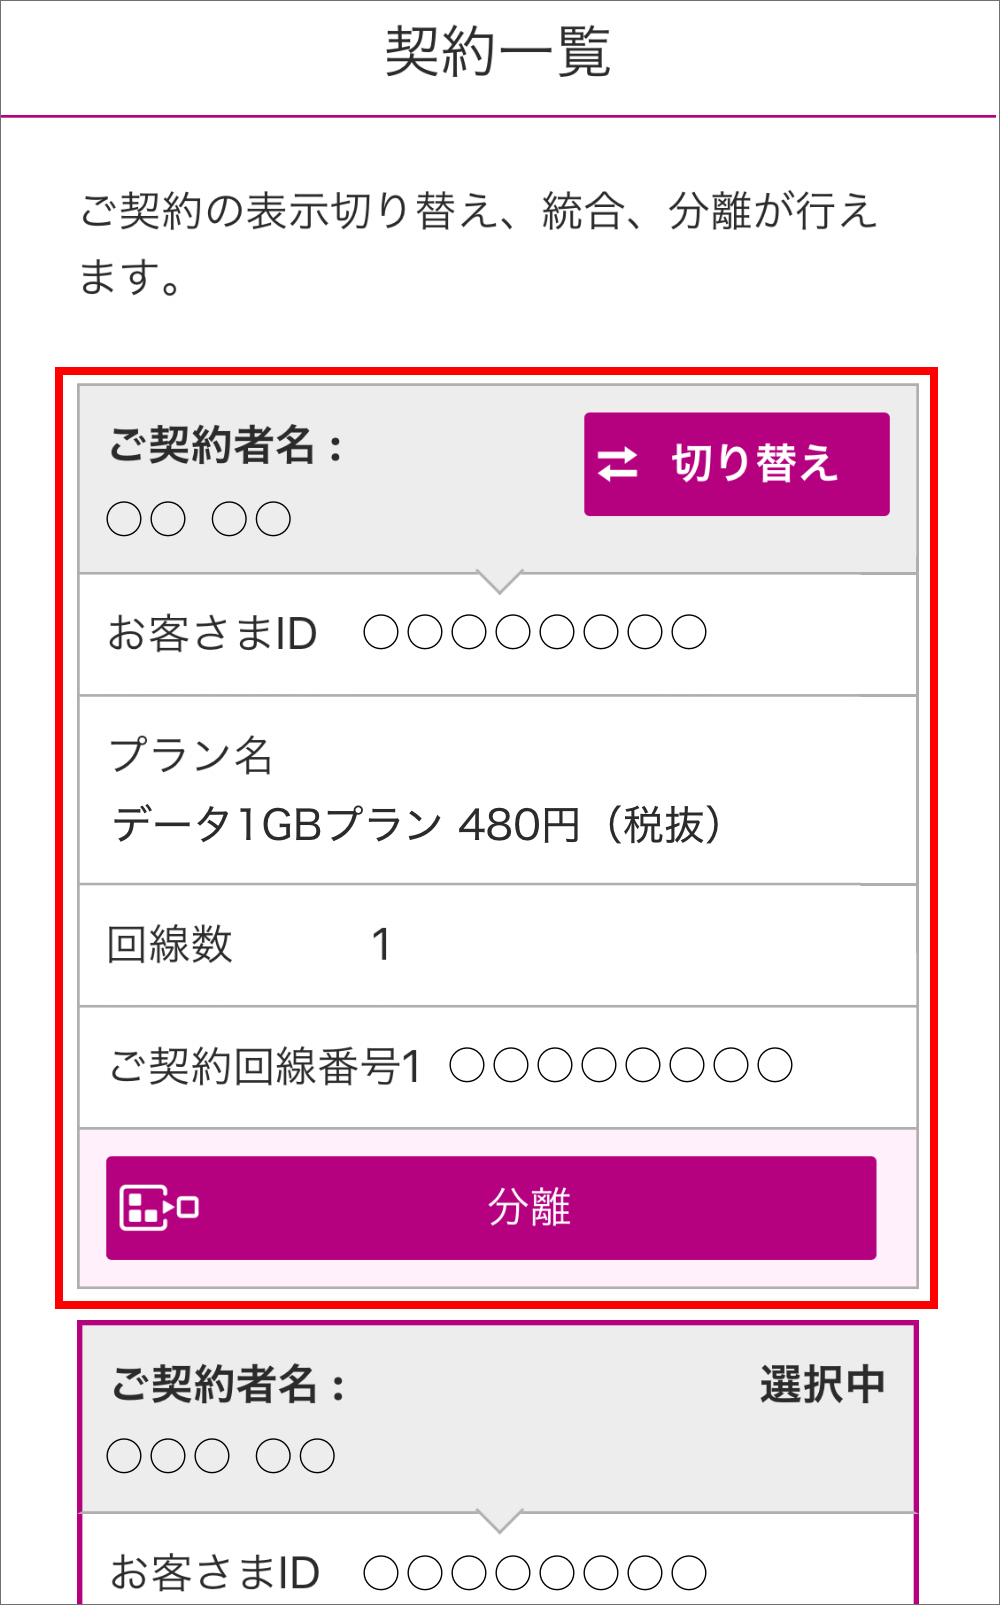 契約一覧
ご契約の表示切り替え、統合、分離が行え
ます。
ご契約者名 :
切り替え
○○ ○○
お客さまID ○○○○○○○○
プラン名
データ1GBプラン 480円（税抜）
回線数 1
ご契約回線番号1 ○○○○○○○○
分離
ご契約者名 :
選択中
○○○ ○○
お客さまID ○○○○○○○○